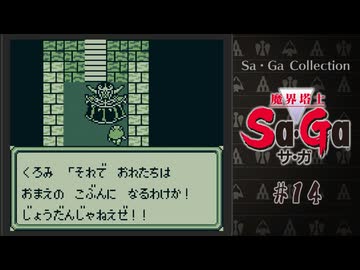 Sa・Ga Collection
魔界塔士
Sa・Ga
サ・ガ
#14
くろみ 「それで おれたちは
おまえの こぶんに なるわけか!
じょうだんじゃねえぜ!!